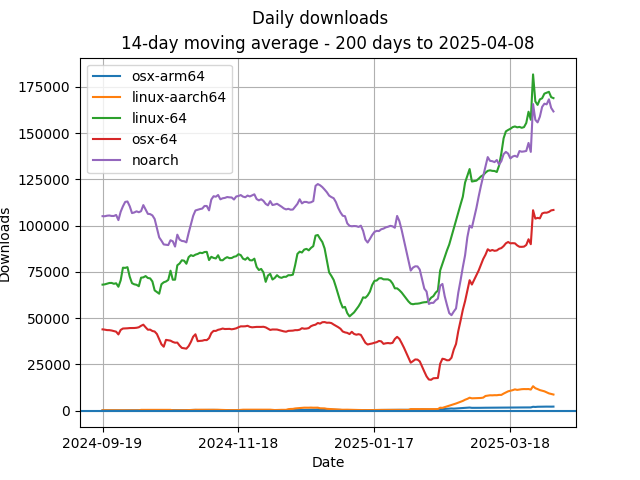 Daily downloads
14-day moving average - 200 days to 2025-04-08
osx-arm64
linux-aarch64
linux-64
osx-64
noarch
175000
150000
125000
100000
75000
50000
25000
0
Downloads
2024-09-19
2024-11-18
2025-01-17
2025-03-18
Date